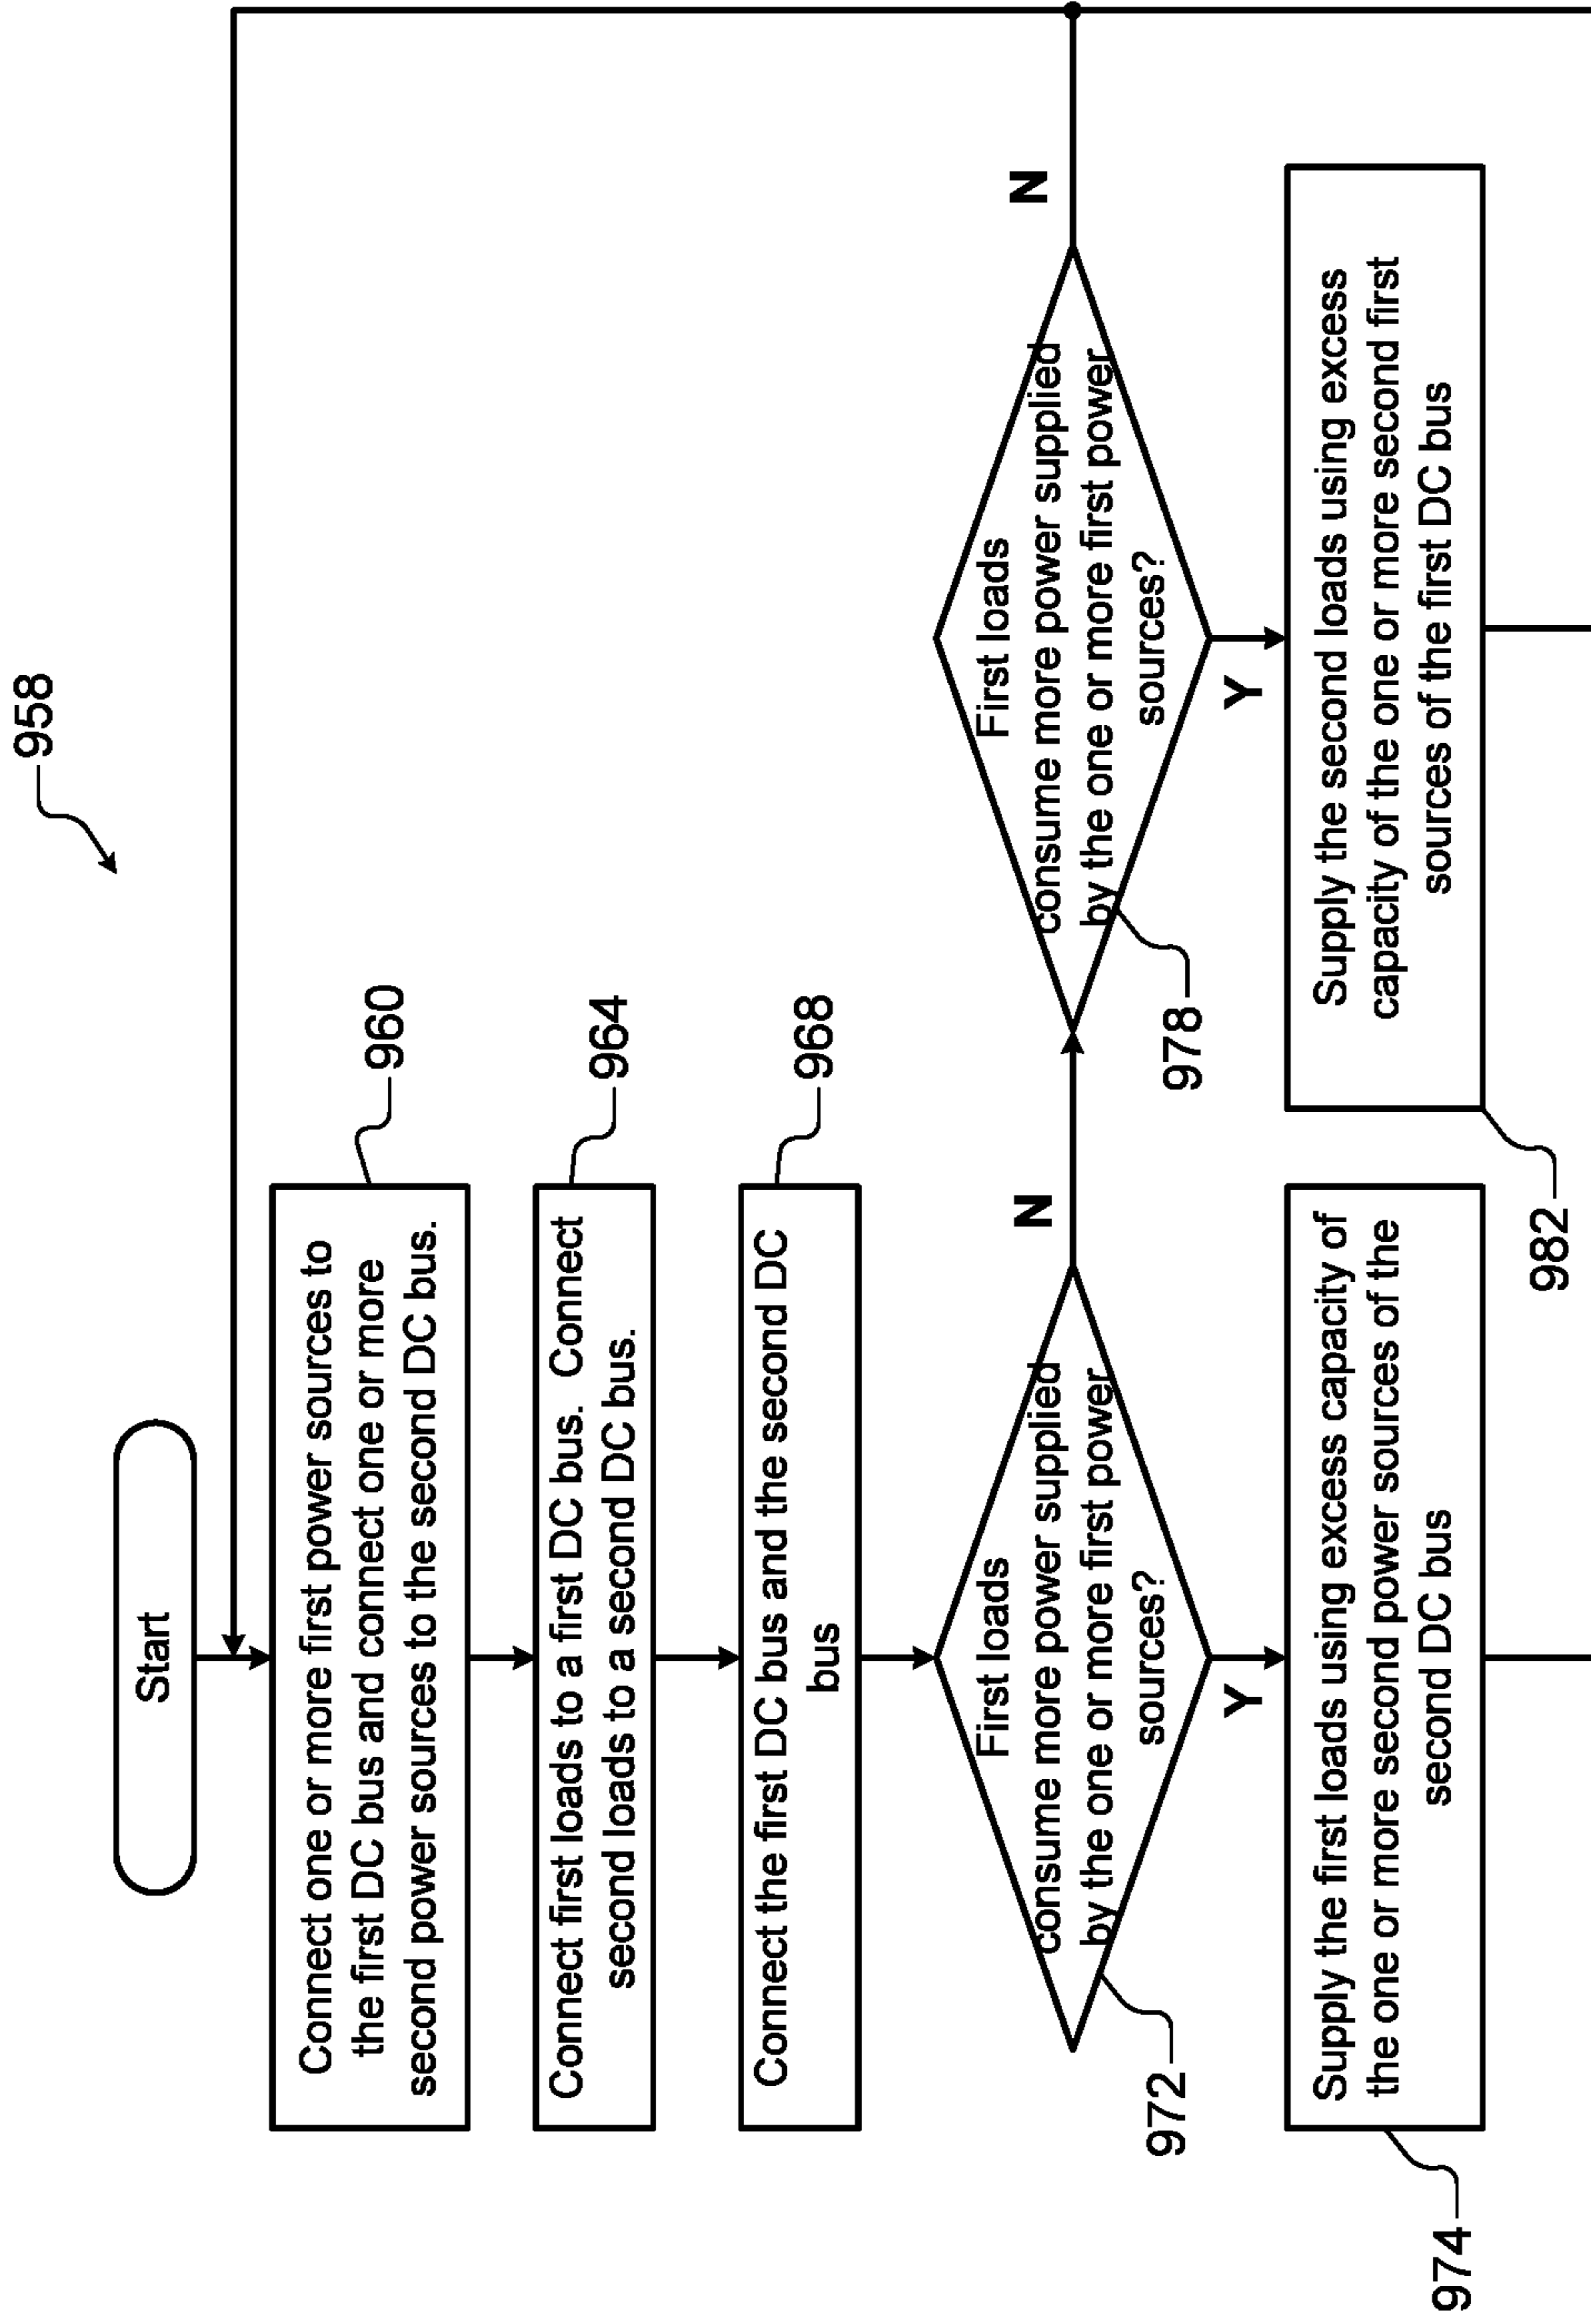 958
Start
Connect one or more first power sources to
the first DC bus and connect one or more
second power sources to the second DC bus.
960
Connect first loads to a first DC bus. Connect
second loads to a second DC bus.
964
Connect the first DC bus and the second DC
bus
968
First loads
consume more power supplied
by the one or more first power
sources?
972
N
Y
First loads
consume more power supplied
by the one or more first power
sources?
978
N
Y
Supply the first loads using excess capacity of
the one or more second power sources of the
second DC bus
974
Supply the second loads using excess
capacity of the one or more second first
sources of the first DC bus
982